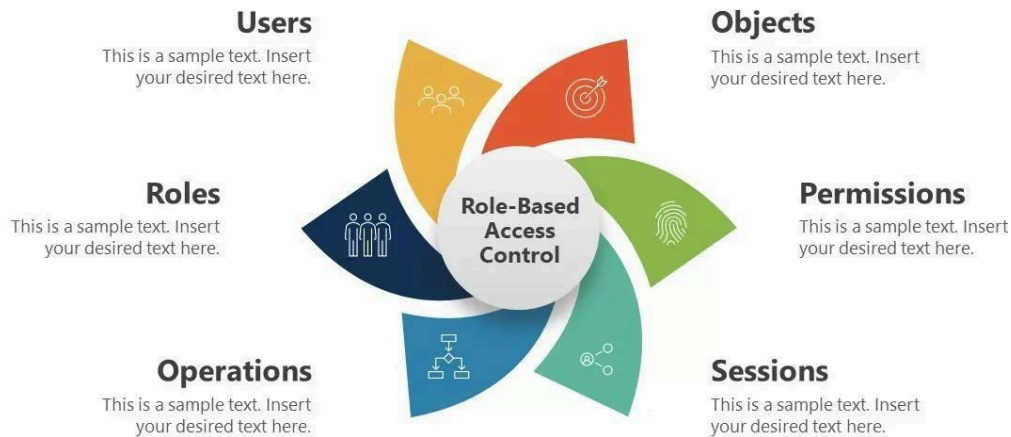 Users
This is a sample text. Insert
your desired text here.
Objects
This is a sample text. Insert
your desired text here.
Roles
This is a sample text. Insert
your desired text here.
Role-Based
Access
Control
Permissions
This is a sample text. Insert
your desired text here.
Operations
This is a sample text. Insert
your desired text here.
Sessions
This is a sample text. Insert
your desired text here.